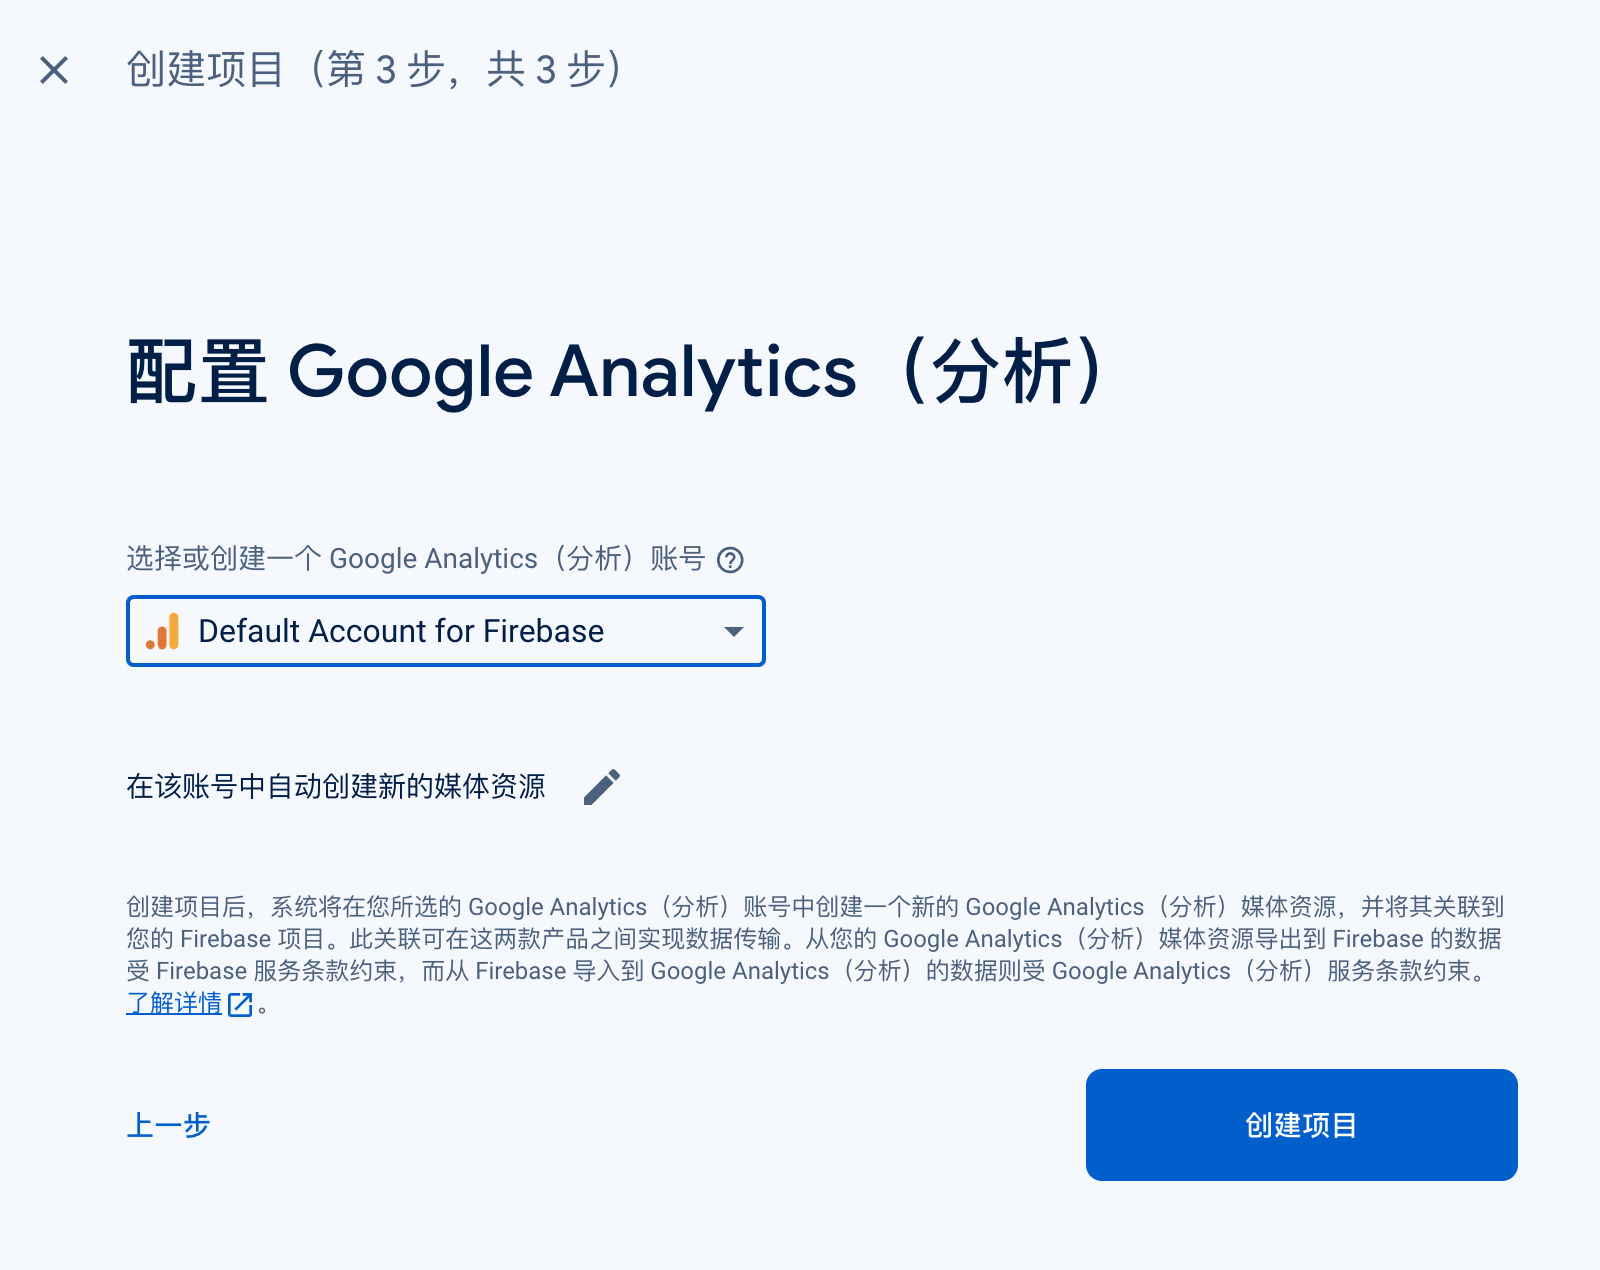 创建项目（第 3 步，共 3 步）
配置 Google Analytics（分析）
选择或创建一个 Google Analytics（分析）账号
Default Account for Firebase
在该账号中自动创建新的媒体资源
创建项目后，系统将在您所选的 Google Analytics（分析）账号中创建一个新的 Google Analytics（分析）媒体资源，并将其关联到
您的 Firebase 项目。此关联可在这两款产品之间实现数据传输。从您的 Google Analytics（分析）媒体资源导出到 Firebase 的数据
受 Firebase 服务条款约束，而从 Firebase 导入到 Google Analytics（分析）的数据则受 Google Analytics（分析）服务条款约束。
了解详情。
上一步
创建项目